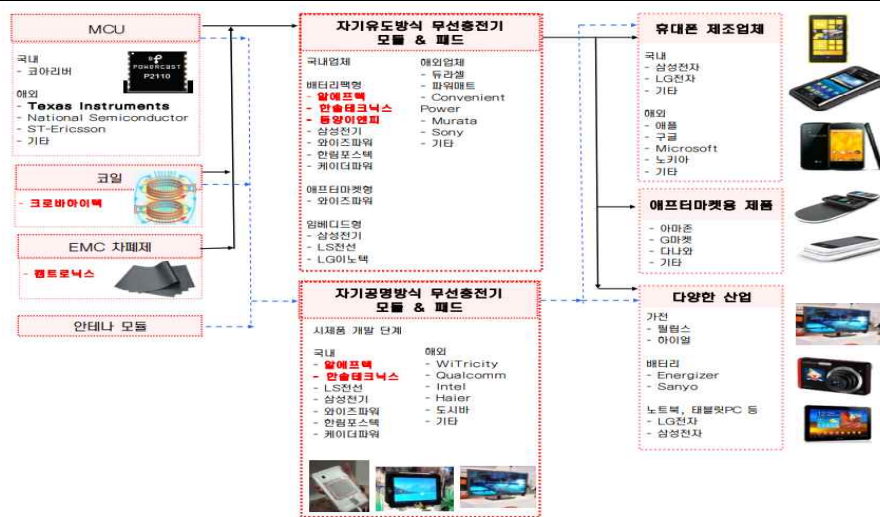 MCU
국내
- 코아리버
해외
- Texas Instruments
- National Semiconductor
- ST-Ericsson
- 기타
POWERCAST
P2110
코일
- 크로바하이텍
EMC 차폐제
- 켐트로닉스
안테나 모듈
자기유도방식 무선충전기
모듈 & 패드
국내업체
배터리팩형
- 알에프텍
- 한솔테크닉스
- 동양이엔피
- 삼성전기
- 와이즈파워
- 한림포스텍
- 케이더파워
애프터마켓형
- 와이즈파워
임베디드형
- 삼성전기
- LS전선
- LG이노텍
해외업체
- 듀라셀
- 파워매트
- Convenient
Power
- Murata
- Sony
- 기타
자기공명방식 무선충전기
모듈 & 패드
시제품 개발 단계
국내
- 알에프텍
- 한솔테크닉스
- LS전선
- 삼성전기
- 와이즈파워
- 한림포스텍
- 케이더파워
해외
- WiTricity
- Qualcomm
- Intel
- Haier
- 도시바
- 기타
휴대폰 제조업체
국내
- 삼성전자
- LG전자
- 기타
해외
- 애플
- 구글
- Microsoft
- 노키아
- 기타
애프터마켓용 제품
- 아마존
- G마켓
- 다나와
- 기타
다양한 산업
가전
- 필립스
- 하이얼
배터리
- Energizer
- Sanyo
노트북, 태블릿PC 등
- LG전자
- 삼성전자